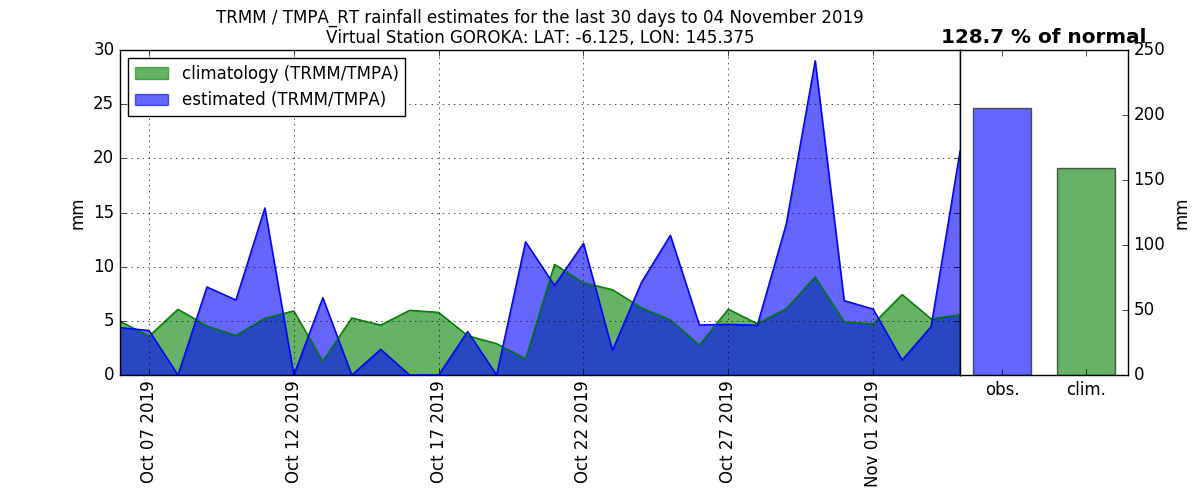 TRMM / TMPA_RT rainfall estimates for the last 30 days to 04 November 2019
Virtual Station GOROKA: LAT: -6.125, LON: 145.375
128.7 % of normal
climatology (TRMM/TMPA)
estimated (TRMM/TMPA)
30
25
20
15
10
5
0
mm
Oct 07 2019
Oct 12 2019
Oct 17 2019
Oct 22 2019
Oct 27 2019
Nov 01 2019
obs.
clim.
250
200
150
100
50
0
mm